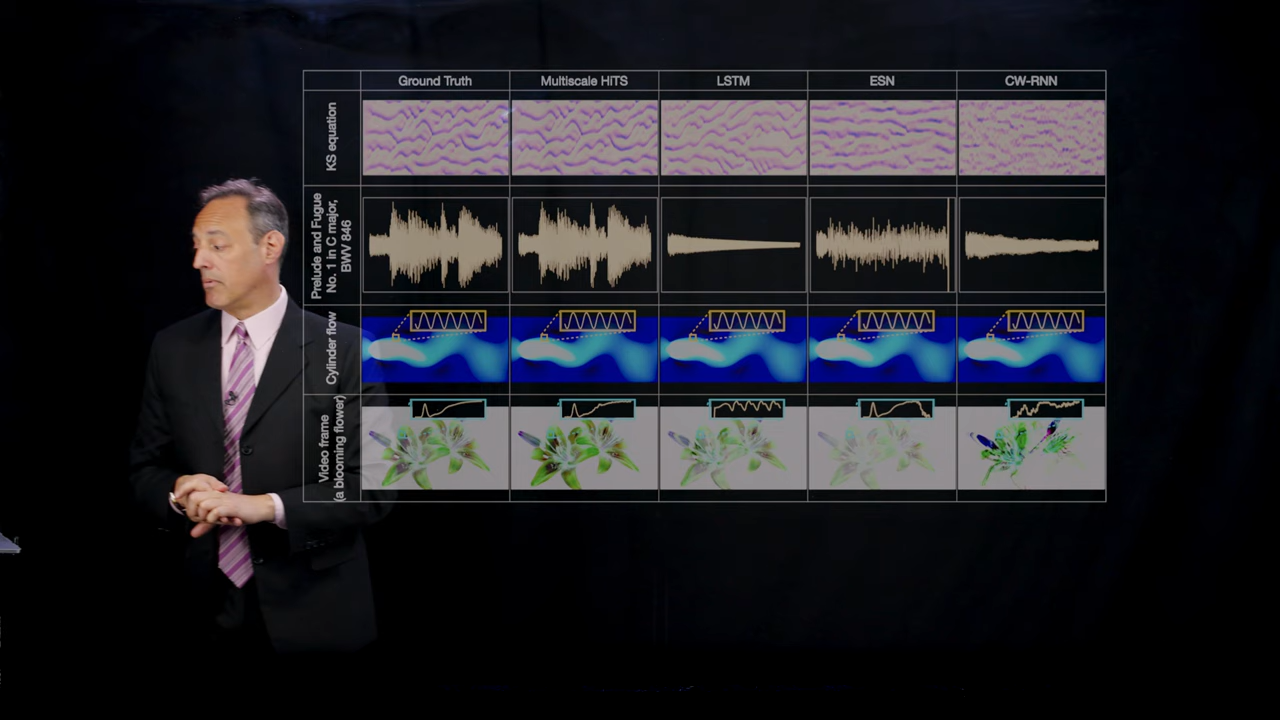 Ground Truth
Multiscale HiTS
LSTM
ESN
CW-RNN
KS equation
Prelude and Fugue
No. 1 in C major,
BWV 846
Cylinder flow
Video frame
(a blooming flower)